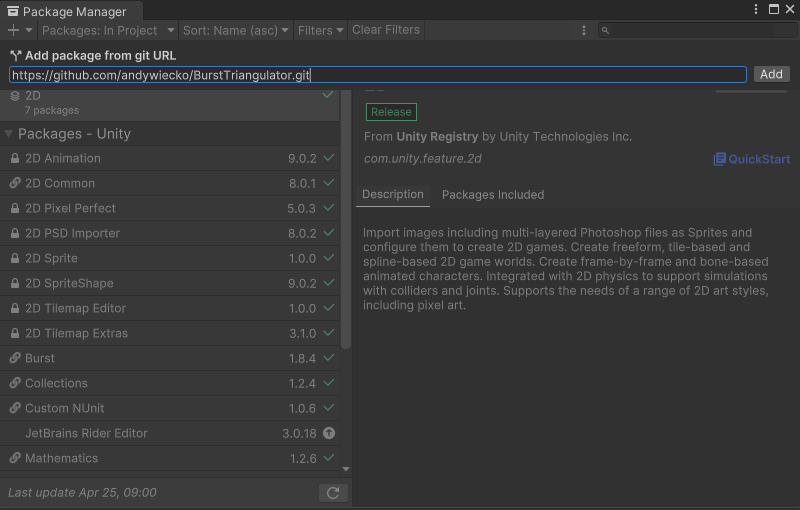 Package Manager
Packages: In Project
Sort: Name (asc)
Filters
Clear Filters
Add package from git URL
https://github.com/andywiecko/BurstTriangulator.git
Add
2D
7 packages
Packages - Unity
2D Animation 9.0.2
2D Common 8.0.1
2D Pixel Perfect 5.0.3
2D PSD Importer 8.0.2
2D Sprite 1.0.0
2D SpriteShape 9.0.2
2D Tilemap Editor 1.0.0
2D Tilemap Extras 3.1.0
Burst 1.8.4
Collections 1.2.4
Custom NUnit 1.0.6
JetBrains Rider Editor 3.0.18
Mathematics 1.2.6
Last update Apr 25, 09:00
Release
From Unity Registry by Unity Technologies Inc.
com.unity.feature.2d
QuickStart
Description
Packages Included
Import images including multi-layered Photoshop files as Sprites and
configure them to create 2D games. Create freeform, tile-based and
spline-based 2D game worlds. Create frame-by-frame and bone-based
animated characters. Integrated with 2D physics to support simulations
with colliders and joints. Supports the needs of a range of 2D art styles,
including pixel art.